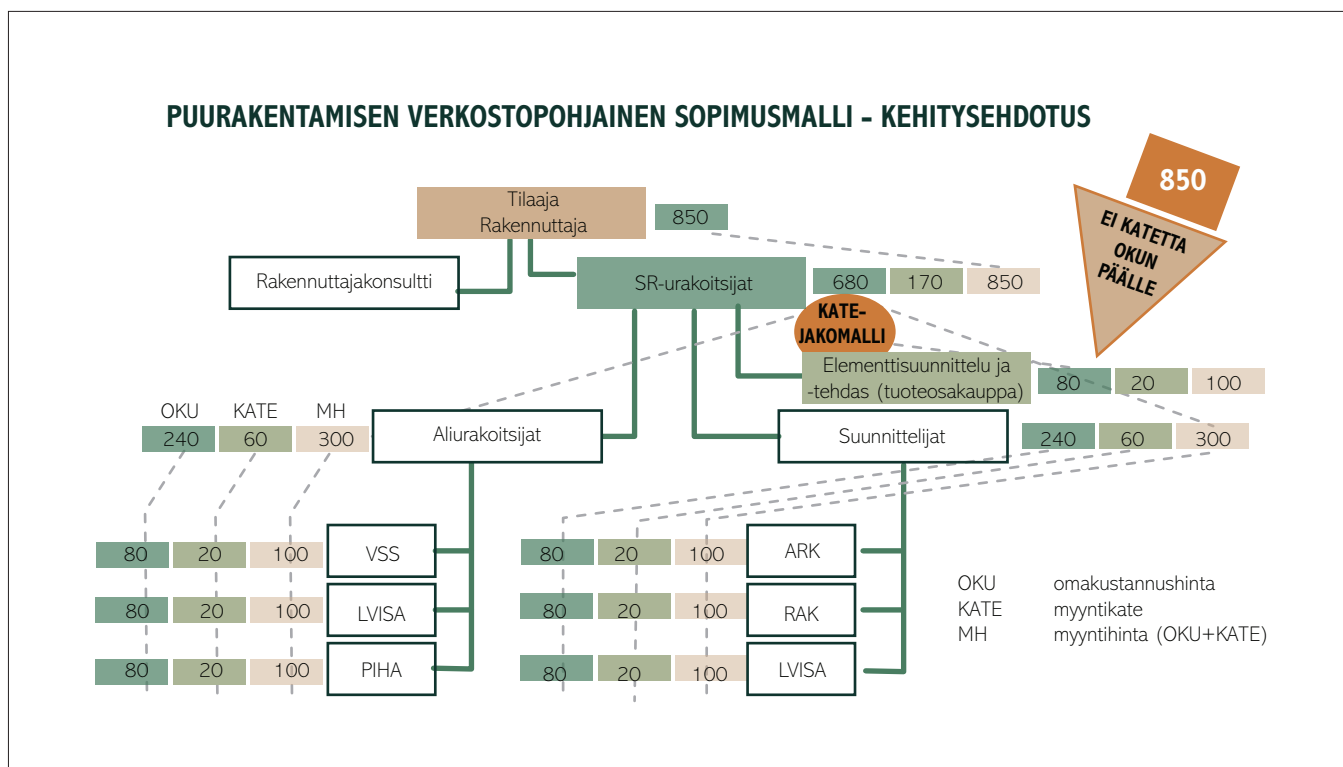 PUURAKENTAMISEN VERKOSTOPOHJAINEN SOPIMUSMALLI – KEHITYSEHDOTUS
850
EI KATETTA
OKUN
PÄÄLLE
Tilaaja
Rakennuttaja
850
Rakennuttajakonsultti
SR-urakoitsijat
680 170 850
KATE-
JAKOMALLI
Elementtisuunnittelu ja
-tehdas (tuoteosakauppa)
80 20 100
OKU KATE MH
240 60 300
Aliurakoitsijat
Suunnittelijat
240 60 300
80 20 100 VSS
80 20 100 LVISA
80 20 100 PIHA
80 20 100 ARK
80 20 100 RAK
80 20 100 LVISA
OKU omakustannushinta
KATE myyntikate
MH myyntihinta (OKU+KATE)